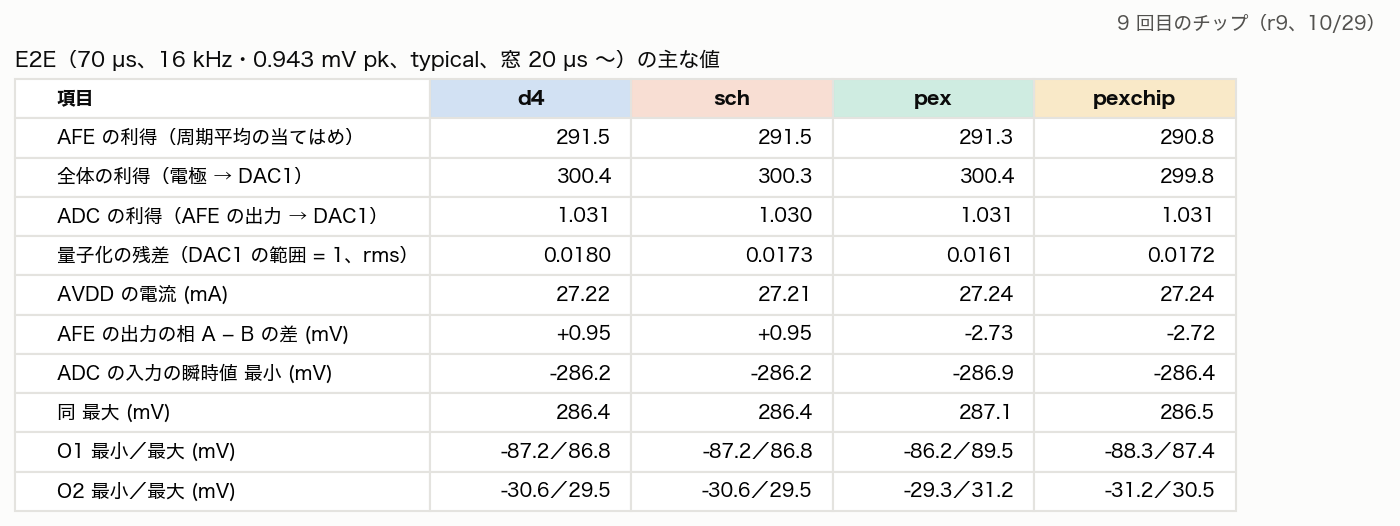 9 回目のチップ（r9、10/29）
E2E（70 µs、16 kHz・0.943 mV pk、typical、窓 20 µs 〜）の主な値
項目 d4 sch pex pexchip
AFE の利得（周期平均の当てはめ） 291.5 291.5 291.3 290.8
全体の利得（電極 → DAC1） 300.4 300.3 300.4 299.8
ADC の利得（AFE の出力 → DAC1） 1.031 1.030 1.031 1.031
量子化の残差（DAC1 の範囲 = 1、rms） 0.0180 0.0173 0.0161 0.0172
AVDD の電流 (mA) 27.22 27.21 27.24 27.24
AFE の出力の相 A − B の差 (mV) +0.95 +0.95 -2.73 -2.72
ADC の入力の瞬時値 最小 (mV) -286.2 -286.2 -286.9 -286.4
同 最大 (mV) 286.4 286.4 287.1 286.5
O1 最小／最大 (mV) -87.2／86.8 -87.2／86.8 -86.2／89.5 -88.3／87.4
O2 最小／最大 (mV) -30.6／29.5 -30.6／29.5 -29.3／31.2 -31.2／30.5